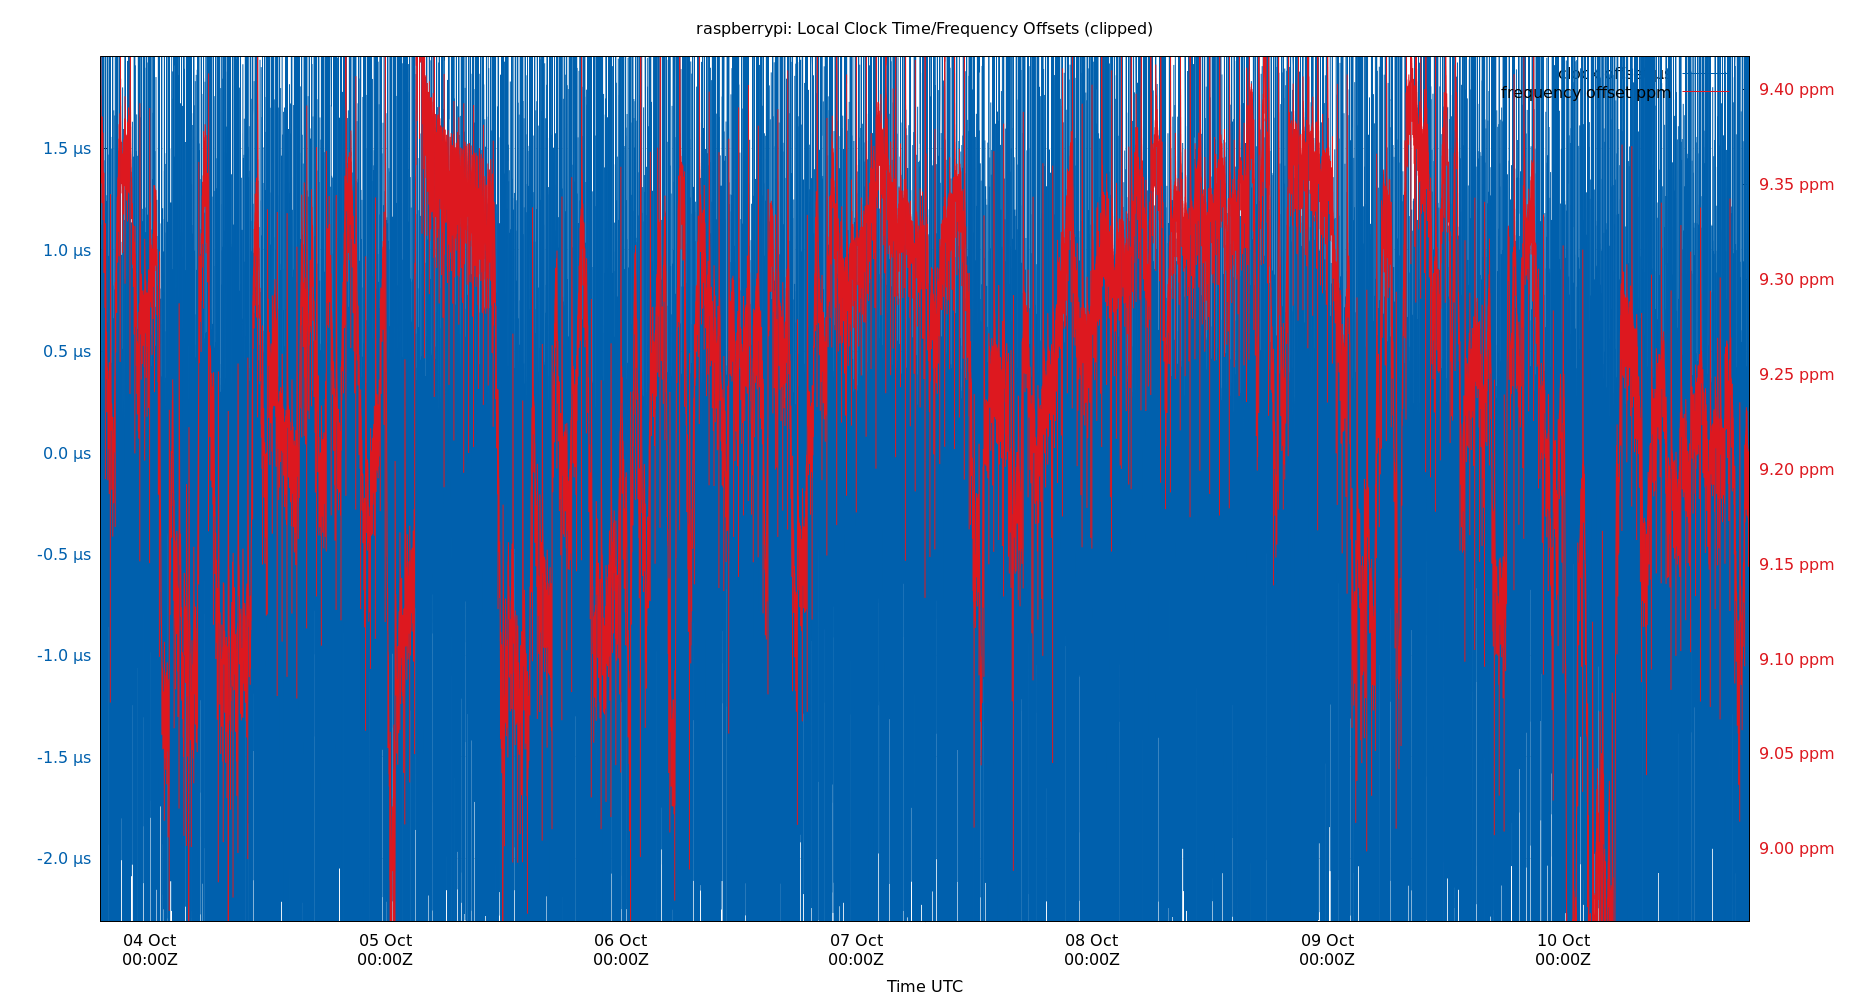 raspberrypi: Local Clock Time/Frequency Offsets (clipped)
clock offset µs
frequency offset ppm
1.5 µs
1.0 µs
0.5 µs
0.0 µs
-0.5 µs
-1.0 µs
-1.5 µs
-2.0 µs
9.40 ppm
9.35 ppm
9.30 ppm
9.25 ppm
9.20 ppm
9.15 ppm
9.10 ppm
9.05 ppm
9.00 ppm
04 Oct
00:00Z
05 Oct
00:00Z
06 Oct
00:00Z
07 Oct
00:00Z
08 Oct
00:00Z
09 Oct
00:00Z
10 Oct
00:00Z
Time UTC